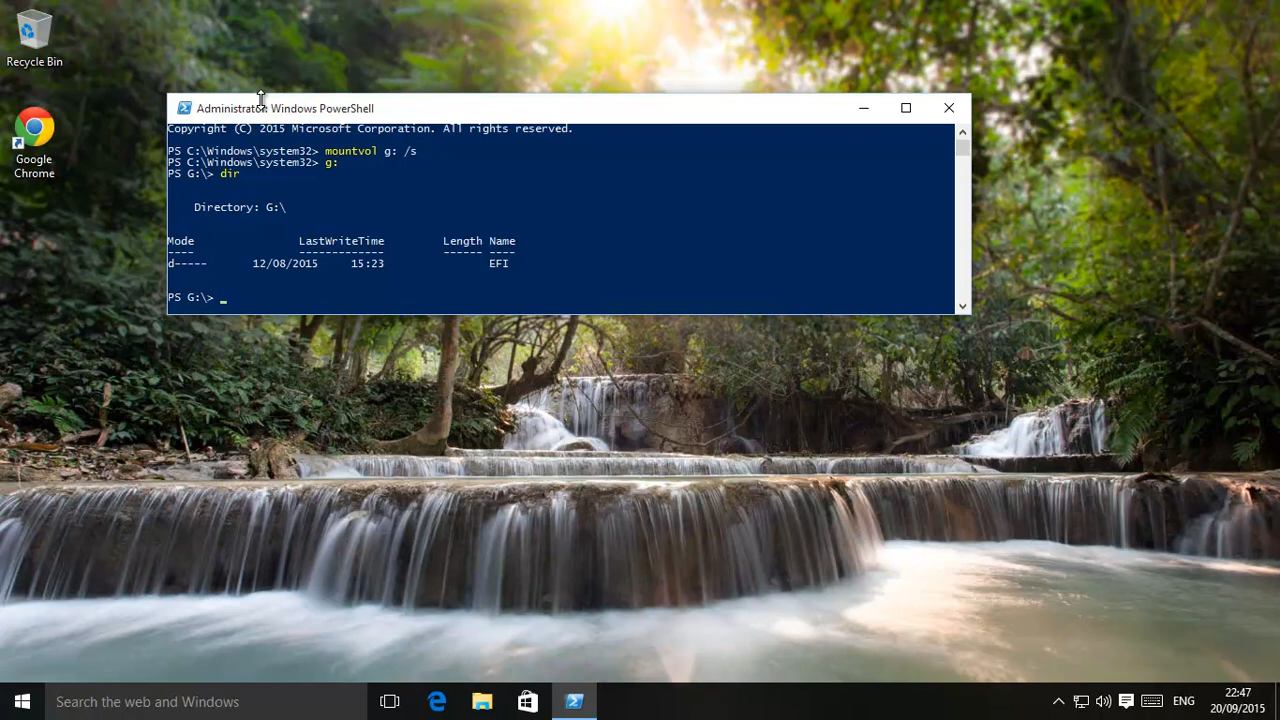 Recycle Bin
Google
Chrome
Administrator: Windows PowerShell
Copyright (C) 2015 Microsoft Corporation. All rights reserved.
PS C:\Windows\system32> mountvol g: /s
PS C:\Windows\system32> g:
PS G:\> dir
Directory: G:\
Mode LastWriteTime Length Name
---- ------------- ------ ----
d----- 12/08/2015 15:23 EFI
PS G:\> _
Search the web and Windows
ENG
22:47
20/09/2015